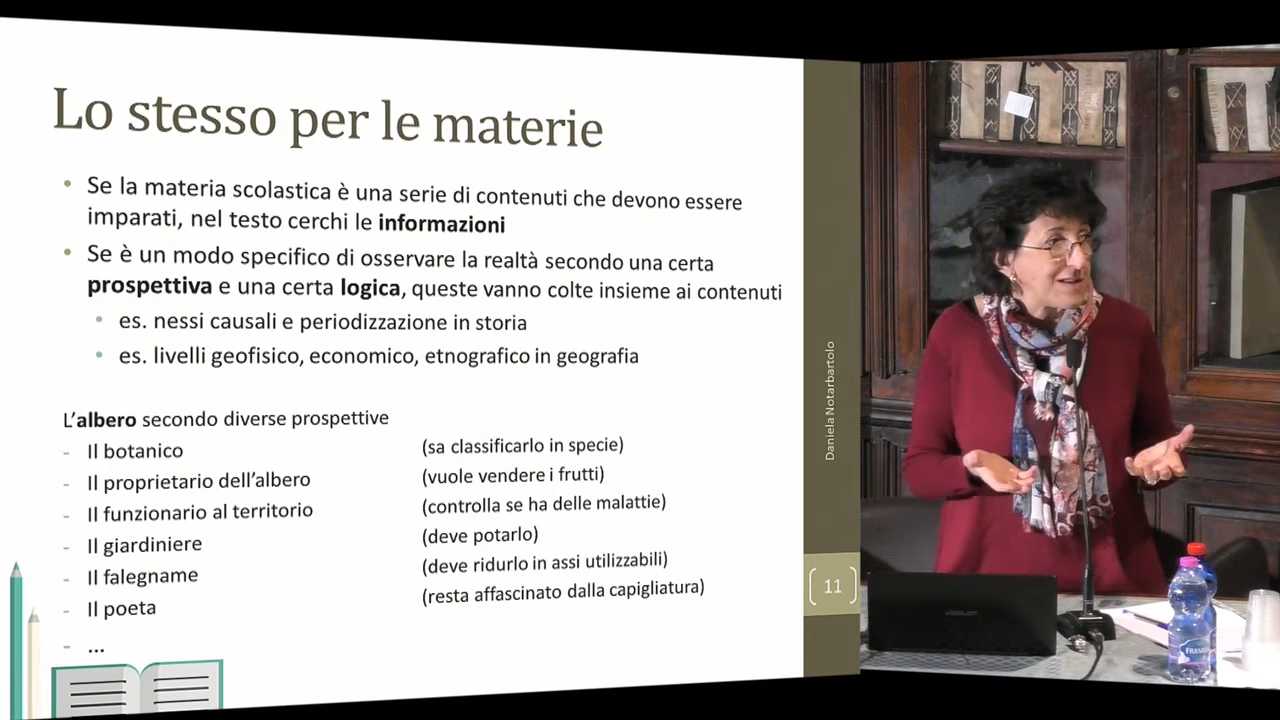 Lo stesso per le materie
• Se la materia scolastica è una serie di contenuti che devono essere
imparati, nel testo cerchi le informazioni
• Se è un modo specifico di osservare la realtà secondo una certa
prospettiva e una certa logica, queste vanno colte insieme ai contenuti
• es. nessi causali e periodizzazione in storia
• es. livelli geofisico, economico, etnografico in geografia
L'albero secondo diverse prospettive
- Il botanico (sa classificarlo in specie)
- Il proprietario dell'albero (vuole vendere i frutti)
- Il funzionario al territorio (controlla se ha delle malattie)
- Il giardiniere (deve potarlo)
- Il falegname (deve ridurlo in assi utilizzabili)
- Il poeta (resta affascinato dalla capigliatura)
- ...
Daniela Notarbartolo
11
ASUS